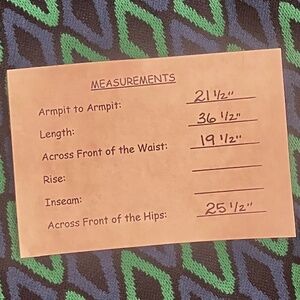 MEASUREMENTS
Armpit to Armpit: 21 1/2"
Length: 36 1/2"
Across Front of the Waist: 19 1/2"
Rise:
Inseam:
Across Front of the Hips: 25 1/2"